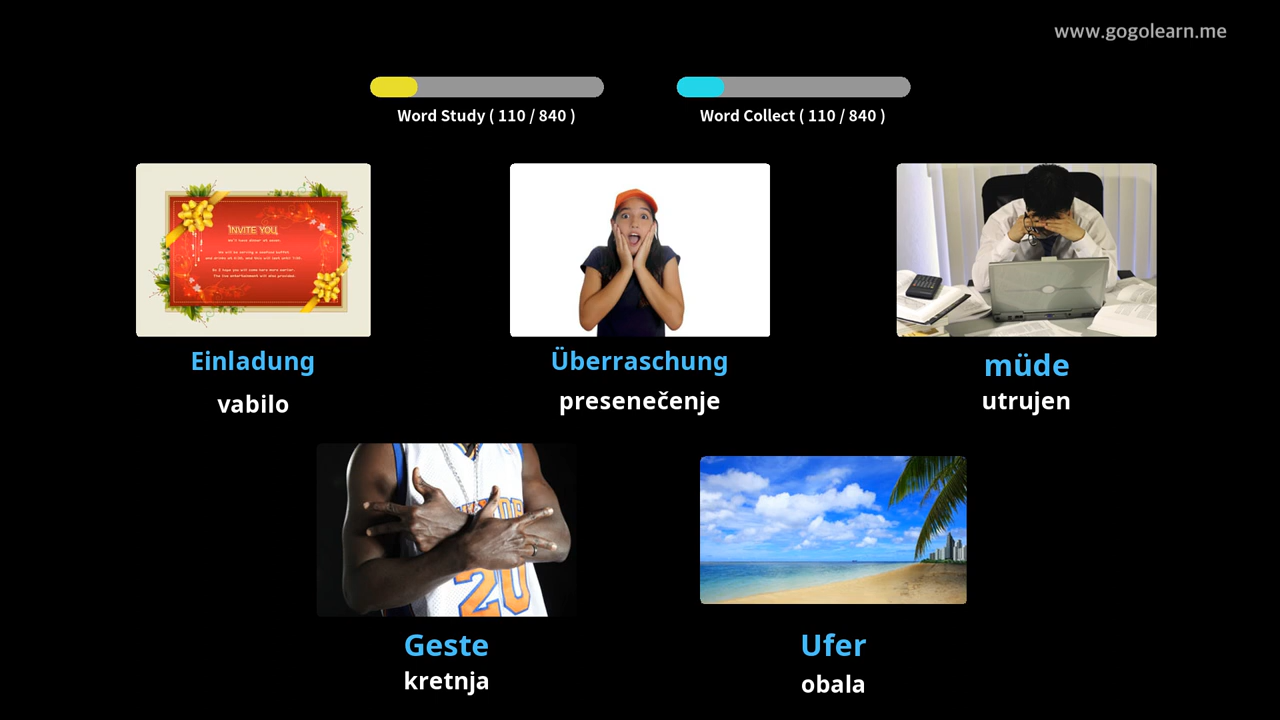 www.gogolearn.me
Word Study ( 110 / 840 )
Word Collect ( 110 / 840 )
INVITE YOU
Einladung
vabilo
Überraschung
presenečenje
müde
utrujen
20
Geste
kretnja
Ufer
obala